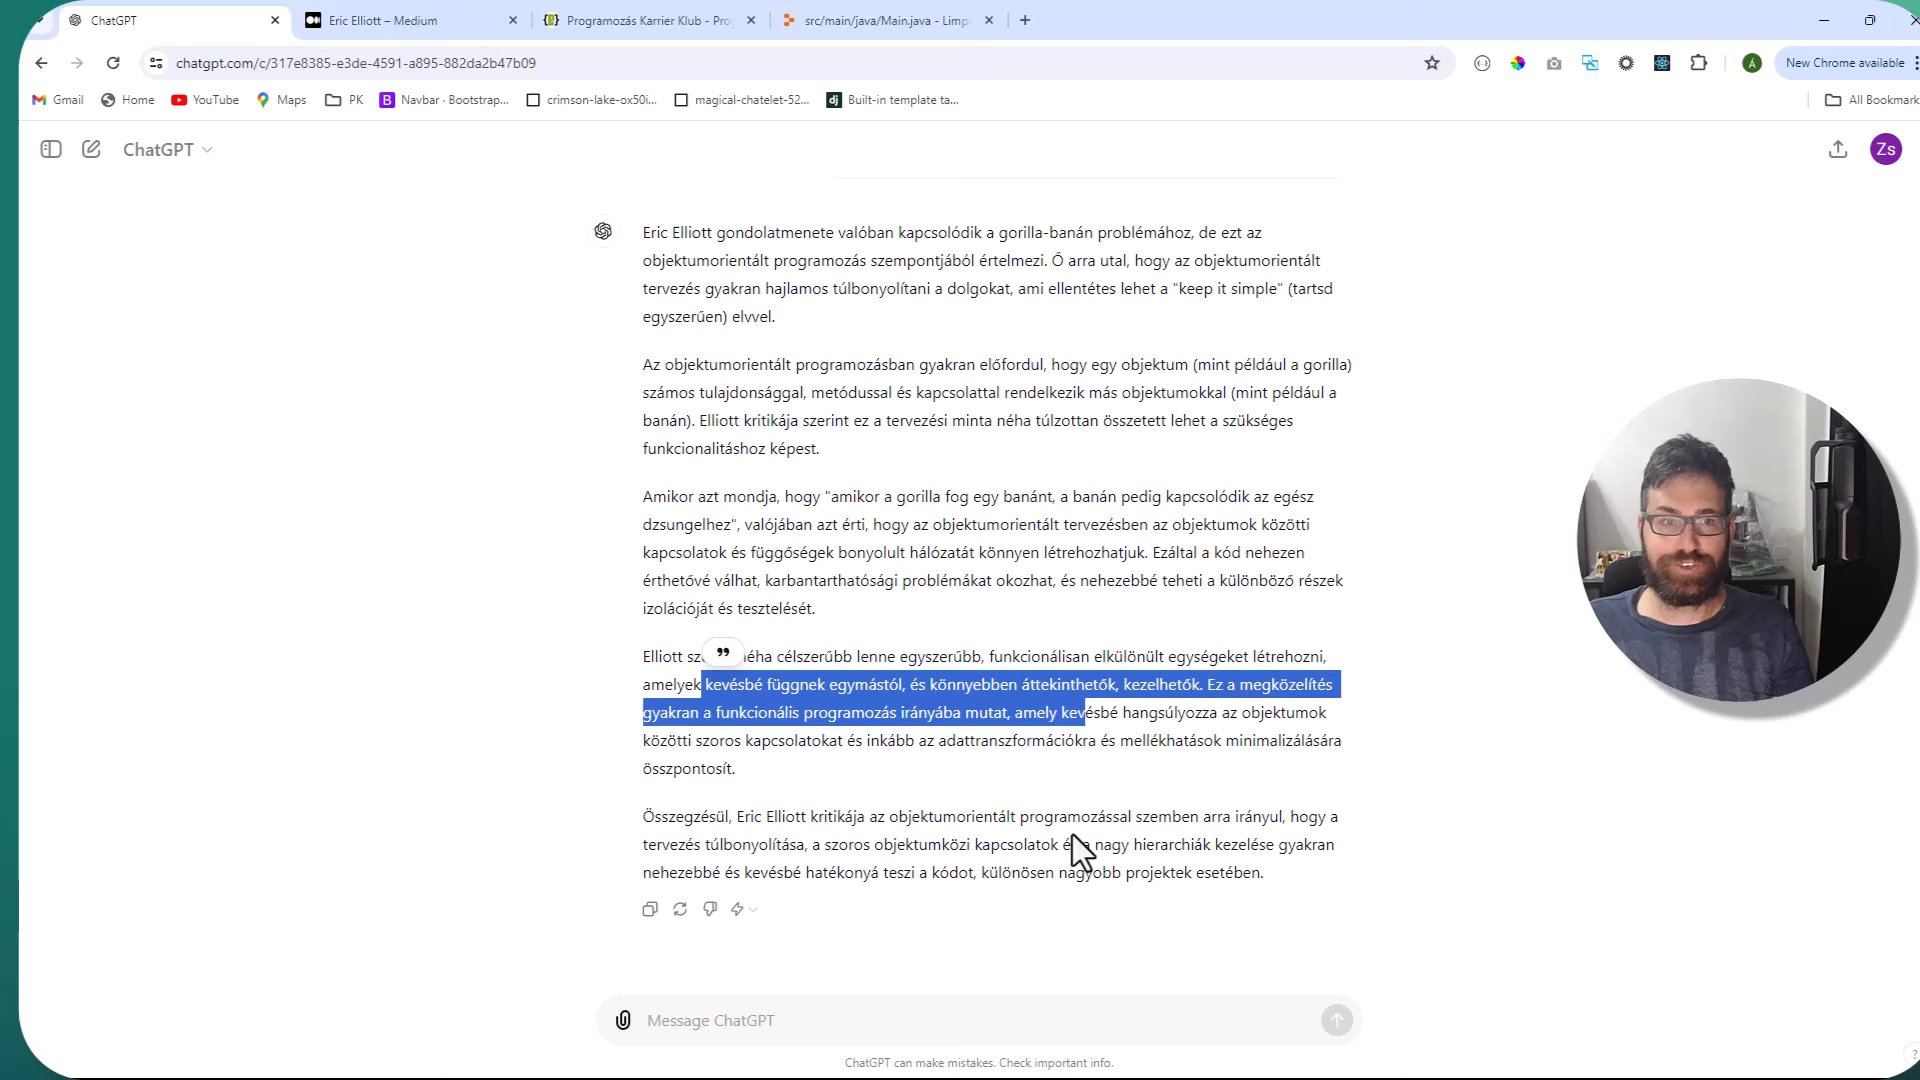 ChatGPT
Eric Elliott – Medium
Programozás Karrier Klub - Pro
src/main/java/Main.java - Limp
chatgpt.com/c/317e8385-e3de-4591-a895-882da2b47b09
New Chrome available
Gmail
Home
YouTube
Maps
PK
Navbar · Bootstrap...
crimson-lake-ox50i...
magical-chatelet-52...
Built-in template ta...
All Bookmark
ChatGPT
Zs
Eric Elliott gondolatmenete valóban kapcsolódik a gorilla-banán problémához, de ezt az
objektumorientált programozás szempontjából értelmezi. Ő arra utal, hogy az objektumorientált
tervezés gyakran hajlamos túlbonyolítani a dolgokat, ami ellentétes lehet a "keep it simple" (tartsd
egyszerűen) elvvel.
Az objektumorientált programozásban gyakran előfordul, hogy egy objektum (mint például a gorilla)
számos tulajdonsággal, metódussal és kapcsolattal rendelkezik más objektumokkal (mint például a
banán). Elliott kritikája szerint ez a tervezési minta néha túlzottan összetett lehet a szükséges
funkcionalitáshoz képest.
Amikor azt mondja, hogy "amikor a gorilla fog egy banánt, a banán pedig kapcsolódik az egész
dzsungelhez", valójában azt érti, hogy az objektumorientált tervezésben az objektumok közötti
kapcsolatok és függőségek bonyolult hálózatát könnyen létrehozhatjuk. Ezáltal a kód nehezen
érthetővé válhat, karbantarthatósági problémákat okozhat, és nehezebbé teheti a különböző részek
izolációját és tesztelését.
Elliott sz néha célszerűbb lenne egyszerűbb, funkcionálisan elkülönült egységeket létrehozni,
amelyek kevésbé függnek egymástól, és könnyebben áttekinthetők, kezelhetők. Ez a megközelítés
gyakran a funkcionális programozás irányába mutat, amely kevésbé hangsúlyozza az objektumok
közötti szoros kapcsolatokat és inkább az adattranszformációkra és mellékhatások minimalizálására
összpontosít.
Összegzésül, Eric Elliott kritikája az objektumorientált programozással szemben arra irányul, hogy a
tervezés túlbonyolítása, a szoros objektumközi kapcsolatok é a nagy hierarchiák kezelése gyakran
nehezebbé és kevésbé hatékonyá teszi a kódot, különösen nagyobb projektek esetében.
Message ChatGPT
ChatGPT can make mistakes. Check important info.